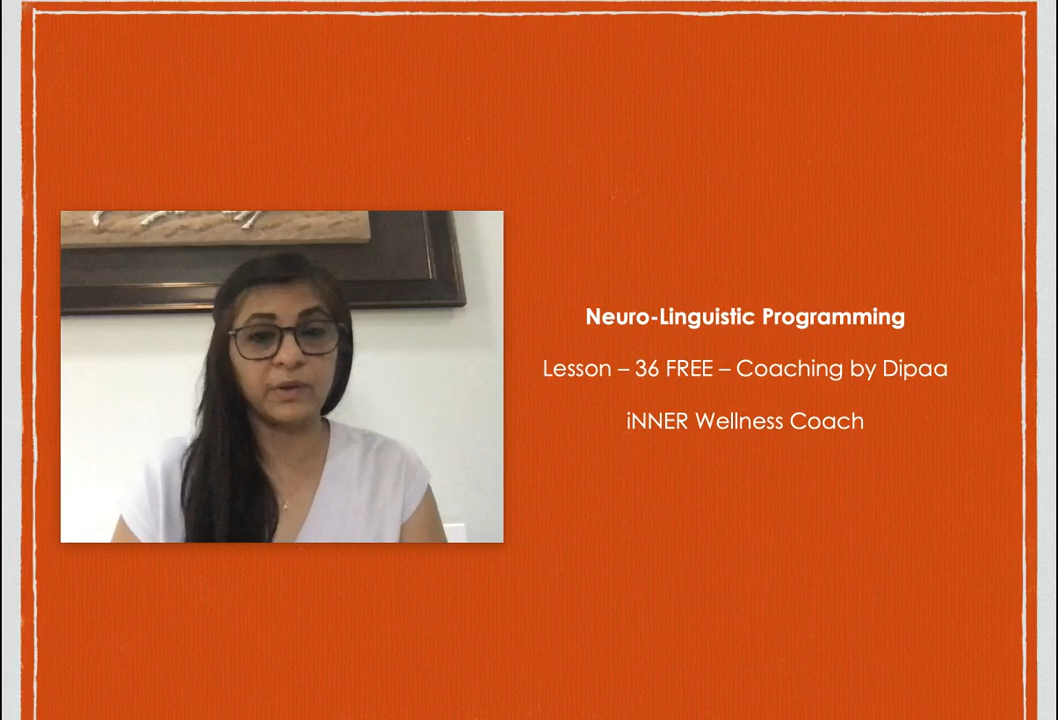 Neuro-Linguistic Programming
Lesson – 36 FREE – Coaching by Dipaa
iNNER Wellness Coach